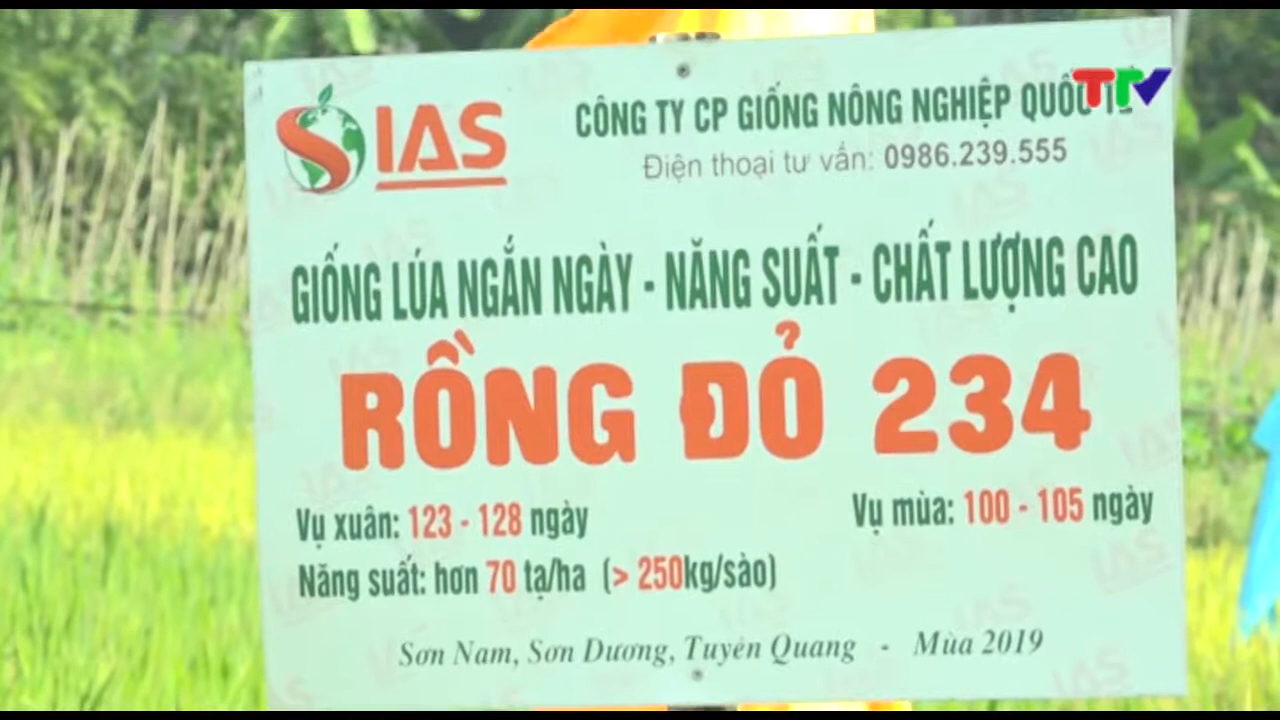 TTV
IAS
CÔNG TY CP GIỐNG NÔNG NGHIỆP QUỐC
Điện thoại tư vấn: 0986.239.555
GIỐNG LÚA NGẮN NGÀY - NĂNG SUẤT - CHẤT LƯỢNG CAO
RỒNG ĐỎ 234
Vụ xuân: 123 - 128 ngày
Vụ mùa: 100 - 105 ngày
Năng suất: hơn 70 tạ/ha (> 250kg/sào)
Sơn Nam, Sơn Dương, Tuyên Quang - Mùa 2019